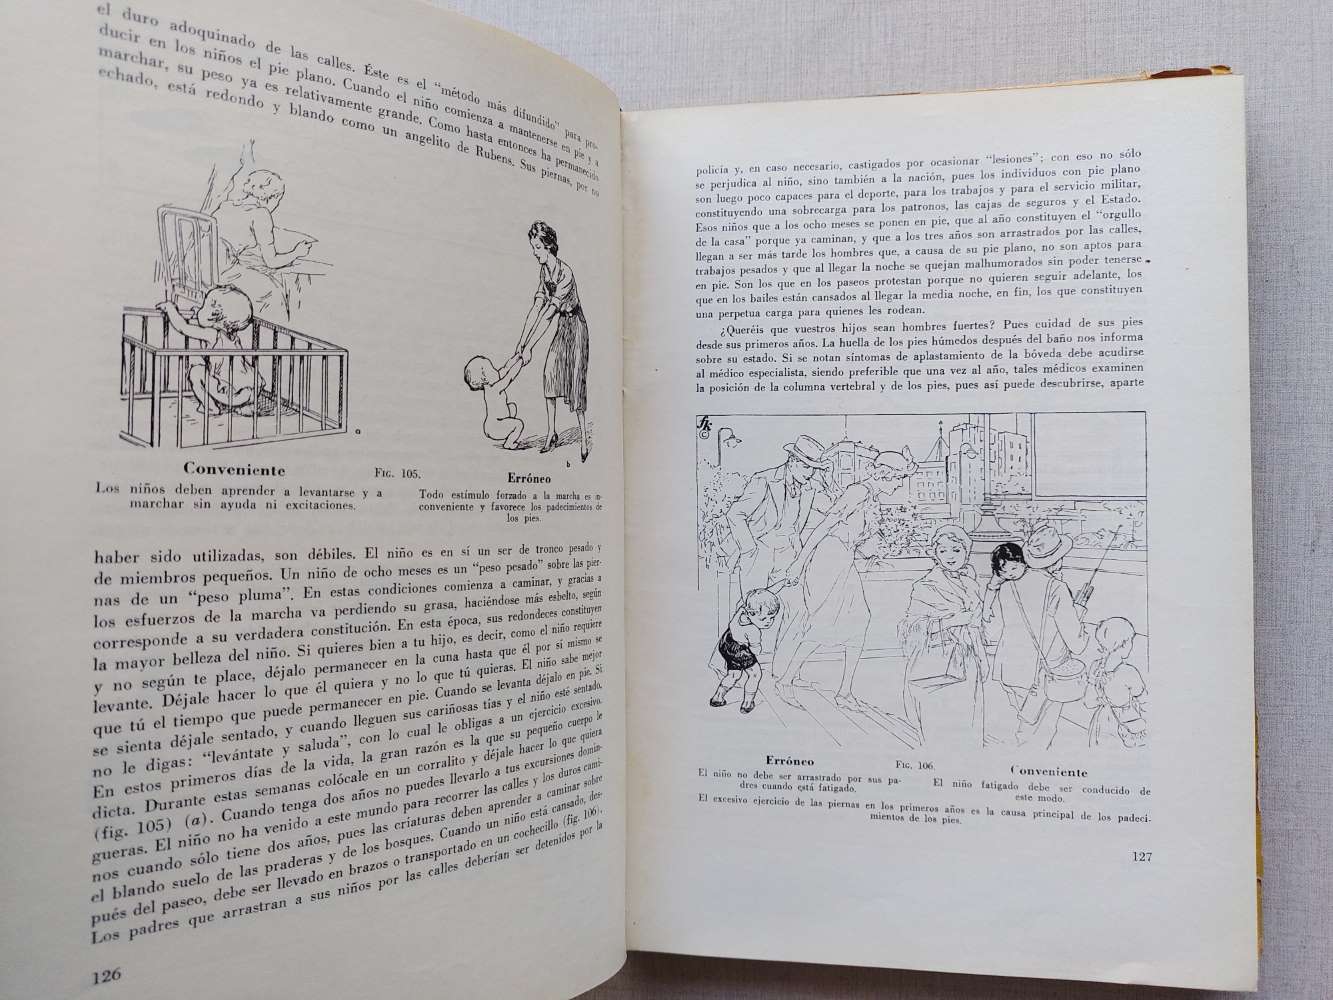 el duro adoquinado de las calles. Éste es el "método más difundido" para pro-
ducir en los niños el pie plano. Cuando el niño comienza a mantenerse en pie y a
marchar, su peso ya es relativamente grande. Como hasta entonces ha permanecido
echado, está redondo y blando como un angelito de Rubens. Sus piernas, por no
a
b
Conveniente
FIG. 105.
Erróneo
Los niños deben aprender a levantarse y a
marchar sin ayuda ni excitaciones.
Todo estímulo forzado a la marcha es in-
conveniente y favorece los padecimientos de
los pies.
haber sido utilizadas, son débiles. El niño es en sí un ser de tronco pesado y
de miembros pequeños. Un niño de ocho meses es un "peso pesado" sobre las pier-
nas de un "peso pluma". En estas condiciones comienza a caminar, y gracias a
los esfuerzos de la marcha va perdiendo su grasa, haciéndose más esbelto, según
corresponde a su verdadera constitución. En esta época, sus redondeces constituyen
la mayor belleza del niño. Si quieres bien a tu hijo, es decir, como el niño requiere
y no según te place, déjalo permanecer en la cuna hasta que él por sí mismo se
levante. Déjale hacer lo que él quiera y no lo que tú quieras. El niño sabe mejor
que tú el tiempo que puede permanecer en pie. Cuando se levanta déjalo en pie. Si
se sienta déjale sentado, y cuando lleguen sus cariñosas tías y el niño esté sentado,
no le digas: "levántate y saluda", con lo cual le obligas a un ejercicio excesivo.
En estos primeros días de la vida, la gran razón es la que su pequeño cuerpo le
dicta. Durante estas semanas colócale en un corralito y déjale hacer lo que quiera
(fig. 105) (a). Cuando tenga dos años no puedes llevarlo a tus excursiones domin-
gueras. El niño no ha venido a este mundo para recorrer las calles y los duros cami-
nos cuando sólo tiene dos años, pues las criaturas deben aprender a caminar sobre
el blando suelo de las praderas y de los bosques. Cuando un niño está cansado, des-
pués del paseo, debe ser llevado en brazos o transportado en un cochecillo (fig. 106).
Los padres que arrastran a sus niños por las calles deberían ser detenidos por la
126
policía y, en caso necesario, castigados por ocasionar "lesiones"; con eso no sólo
se perjudica al niño, sino también a la nación, pues los individuos con pie plano
son luego poco capaces para el deporte, para los trabajos y para el servicio militar,
constituyendo una sobrecarga para los patronos, las cajas de seguros y el Estado.
Esos niños que a los ocho meses se ponen en pie, que al año constituyen el "orgullo
de la casa" porque ya caminan, y que a los tres años son arrastrados por las calles,
llegan a ser más tarde los hombres que, a causa de su pie plano, no son aptos para
trabajos pesados y que al llegar la noche se quejan malhumorados sin poder tenerse
en pie. Son los que en los paseos protestan porque no quieren seguir adelante, los
que en los bailes están cansados al llegar la media noche, en fin, los que constituyen
una perpetua carga para quienes les rodean.
¿Queréis que vuestros hijos sean hombres fuertes? Pues cuidad de sus pies
desde sus primeros años. La huella de los pies húmedos después del baño nos informa
sobre su estado. Si se notan síntomas de aplastamiento de la bóveda debe acudirse
al médico especialista, siendo preferible que una vez al año, tales médicos examinen
la posición de la columna vertebral y de los pies, pues así puede descubrirse, aparte
fk
©
Erróneo
FIG. 106.
Conveniente
El niño no debe ser arrastrado por sus pa-
dres cuando está fatigado.
El niño fatigado debe ser conducido de
este modo.
El excesivo ejercicio de las piernas en los primeros años es la causa principal de los padeci-
mientos de los pies.
127